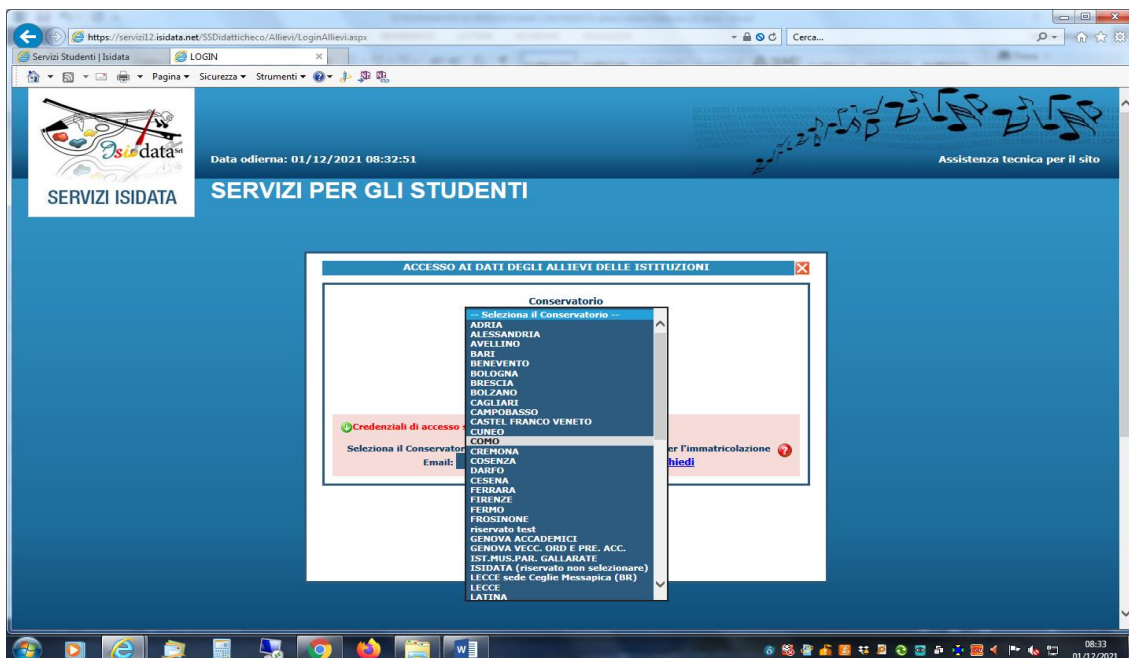 https://servizi12.isidata.net/SSDidatticheco/Allievi/LoginAllievi.aspx
Cerca...
Servizi Studenti | Isidata
LOGIN
Pagina
Sicurezza
Strumenti
Isidata Srl
SERVIZI ISIDATA
Data odierna: 01/12/2021 08:32:51
Assistenza tecnica per il sito
SERVIZI PER GLI STUDENTI
ACCESSO AI DATI DEGLI ALLIEVI DELLE ISTITUZIONI
Conservatorio
-- Seleziona il Conservatorio --
ADRIA
ALESSANDRIA
AVELLINO
BARI
BENEVENTO
BOLOGNA
BRESCIA
BOLZANO
CAGLIARI
CAMPOBASSO
CASTEL FRANCO VENETO
CUNEO
COMO
CREMONA
COSENZA
DARFO
CESENA
FERRARA
FIRENZE
FERMO
FROSINONE
riservato test
GENOVA ACCADEMICI
GENOVA VECC. ORD E PRE. ACC.
IST.MUS.PAR. GALLARATE
ISIDATA (riservato non selezionare)
LECCE sede Ceglie Messapica (BR)
LECCE
LATINA
Credenziali di accesso
Seleziona il Conservator er l'immatricolazione
Email: hiedi
08:33
01/12/2021